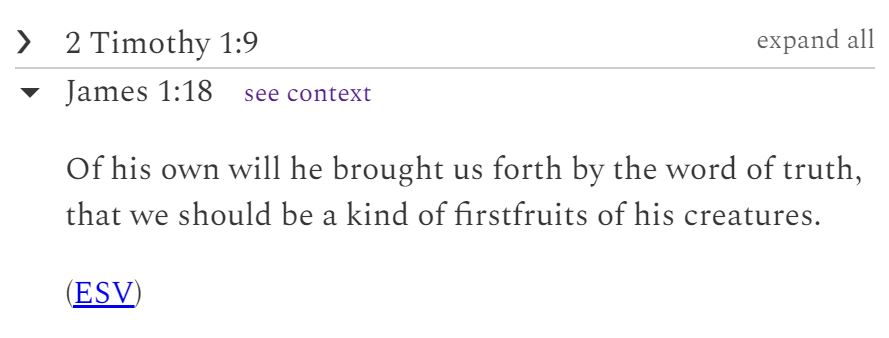 2 Timothy 1:9 expand all
James 1:18 see context
Of his own will he brought us forth by the word of truth,
that we should be a kind of firstfruits of his creatures.
(ESV)